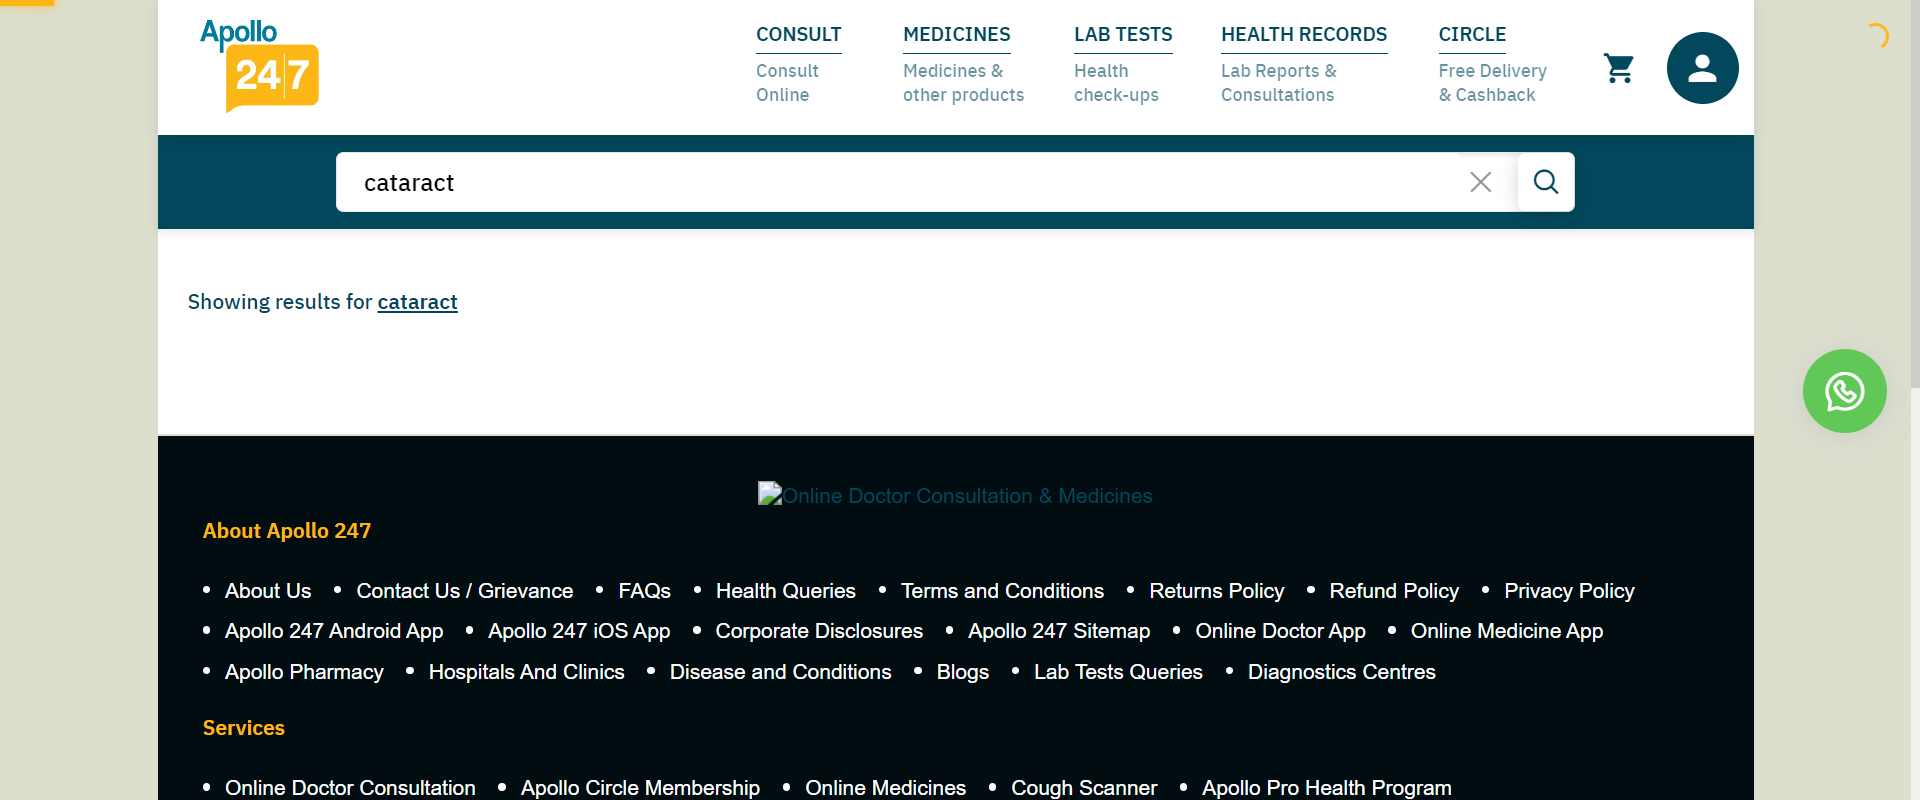 Apollo
24|7
CONSULT
Consult
Online
MEDICINES
Medicines &
other products
LAB TESTS
Health
check-ups
HEALTH RECORDS
Lab Reports &
Consultations
CIRCLE
Free Delivery
& Cashback
cataract
Showing results for cataract
Online Doctor Consultation & Medicines
About Apollo 247
• About Us • Contact Us / Grievance • FAQs • Health Queries • Terms and Conditions • Returns Policy • Refund Policy • Privacy Policy
• Apollo 247 Android App • Apollo 247 iOS App • Corporate Disclosures • Apollo 247 Sitemap • Online Doctor App • Online Medicine App
• Apollo Pharmacy • Hospitals And Clinics • Disease and Conditions • Blogs • Lab Tests Queries • Diagnostics Centres
Services
• Online Doctor Consultation • Apollo Circle Membership • Online Medicines • Cough Scanner • Apollo Pro Health Program